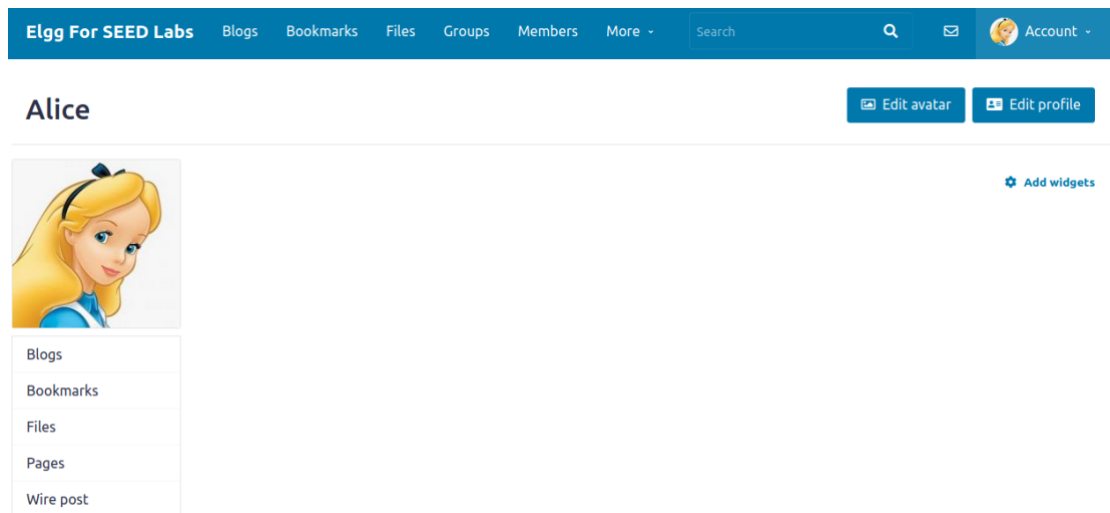 Elgg For SEED Labs Blogs Bookmarks Files Groups Members More Search Account
Alice Edit avatar Edit profile
Add widgets
Blogs
Bookmarks
Files
Pages
Wire post